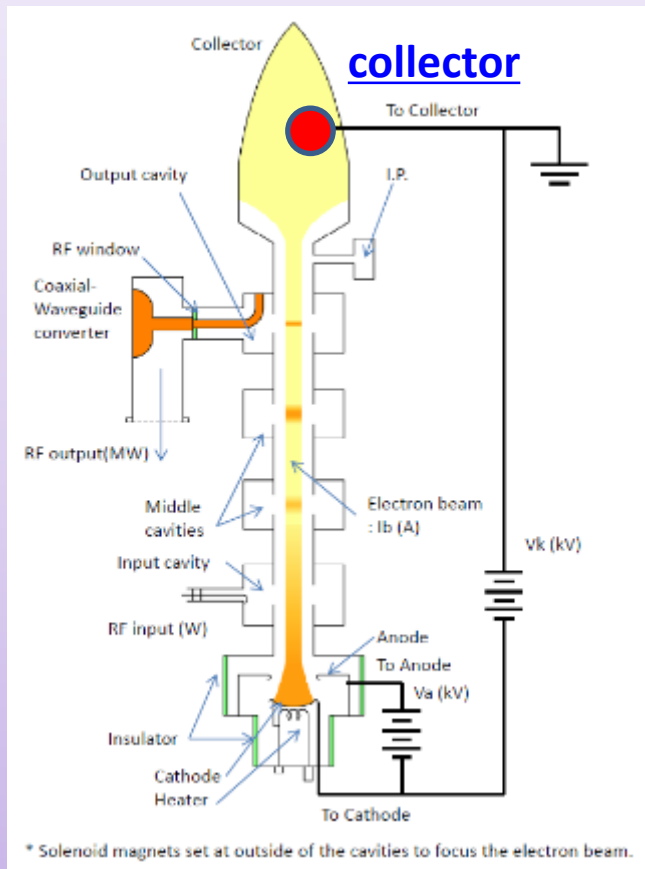 Collector
collector
To Collector
Output cavity
I.P.
RF window
Coaxial-
Waveguide
converter
RF output(MW)
Middle
cavities
Electron beam
: Ib (A)
Vk (kV)
Input cavity
RF input (W)
Anode
To Anode
Va (kV)
Insulator
Cathode
Heater
To Cathode
* Solenoid magnets set at outside of the cavities to focus the electron beam.